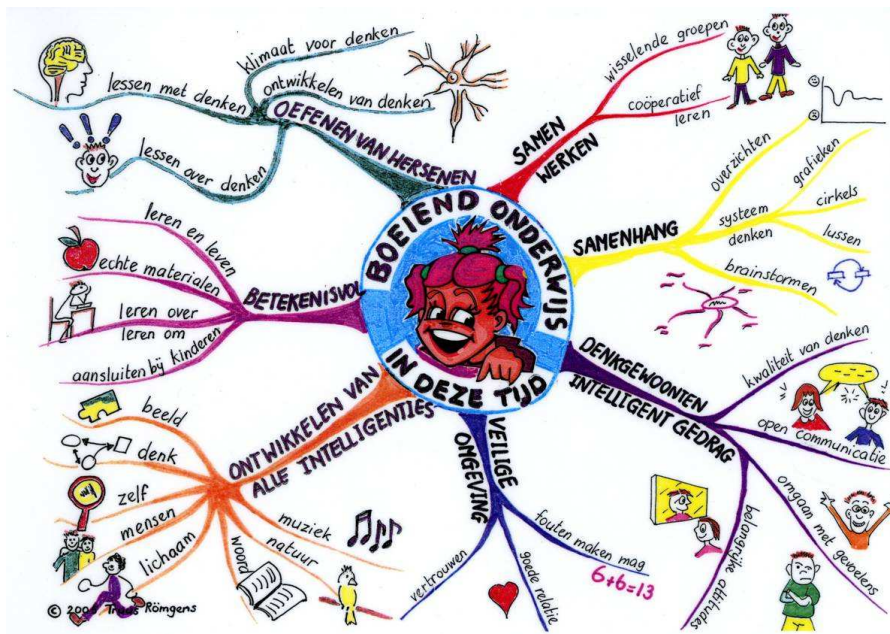 BOEIEND ONDERWIJS
IN DEZE TIJD
SAMEN
WERKEN
wisselende groepen
coöperatief
leren
SAMENHANG
overzichten
systeem
denken
grafieken
cirkels
lussen
brainstormen
DENKGEWOONTEN
INTELLIGENT GEDRAG
kwaliteit van denken
open communicatie
omgaan met gevoelens
belangrijke attitudes
VEILIGE
OMGEVING
fouten maken mag
6+6=13
goede relatie
vertrouwen
ONTWIKKELEN VAN
ALLE INTELLIGENTIES
beeld
denk
zelf
mensen
lichaam
woord
natuur
muziek
BETEKENISVOL
leren en leven
echte materialen
leren over
leren om
aansluiten bij kinderen
OEFENEN VAN HERSENEN
klimaat voor denken
ontwikkelen van denken
lessen met denken
lessen over denken
Römgens